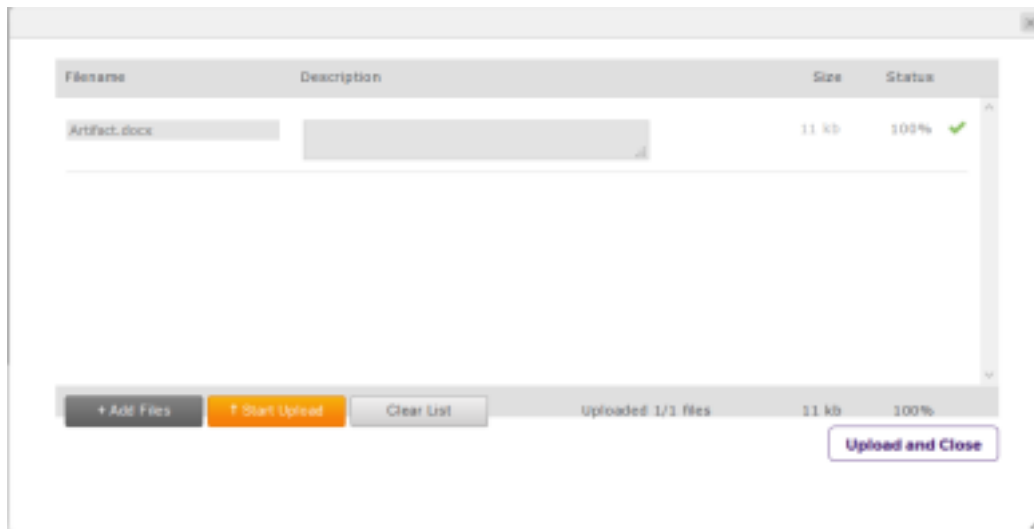 Filename Description Size Status
Artifact.docx 11 kb 100%
+ Add Files ↑ Start Upload Clear List Uploaded 1/1 files 11 kb 100%
Upload and Close